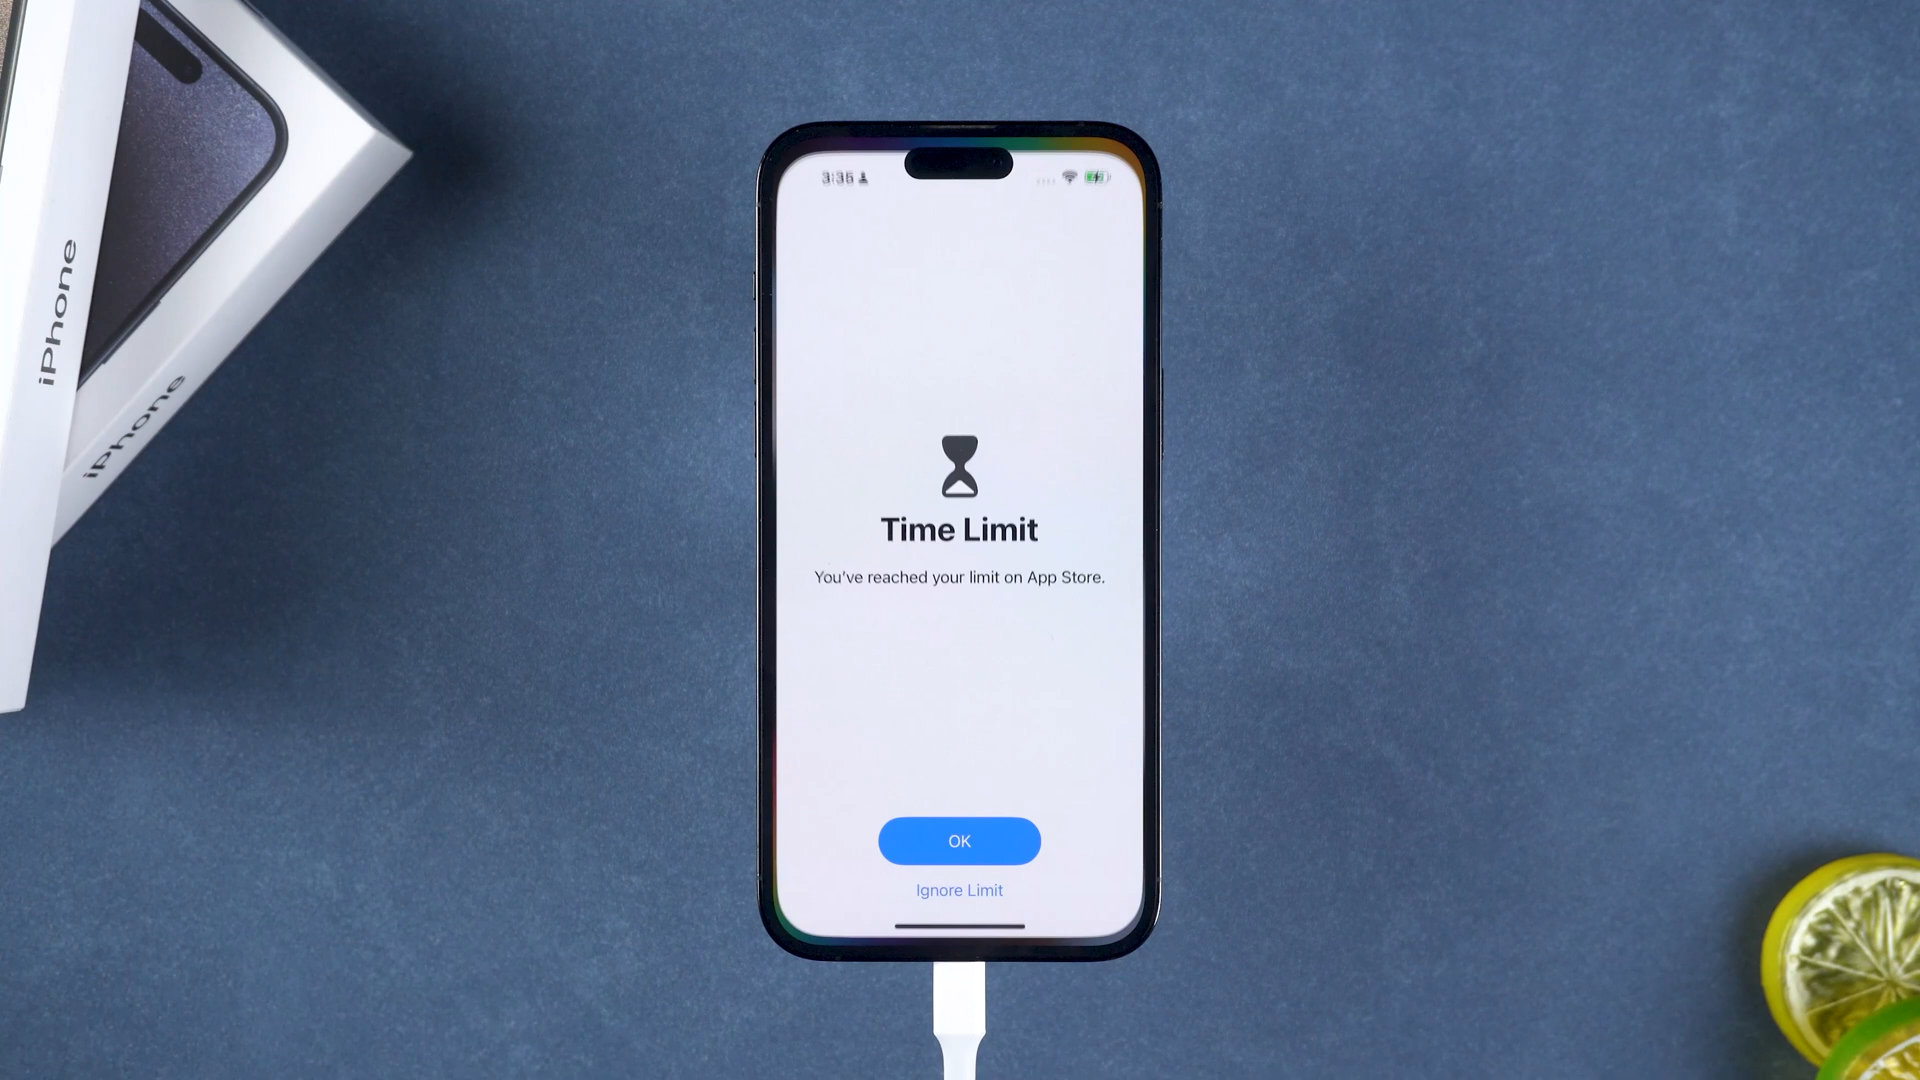 iPhone
iPhone
3:35
Time Limit
You've reached your limit on App Store.
OK
Ignore Limit